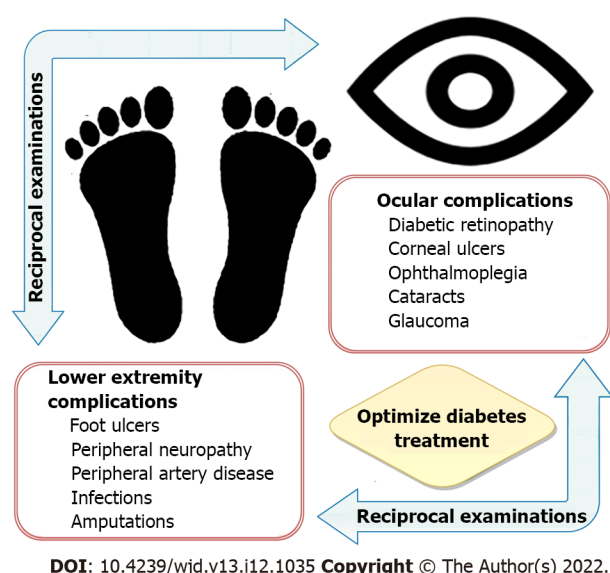 Reciprocal examinations
Ocular complications
Diabetic retinopathy
Corneal ulcers
Ophthalmoplegia
Cataracts
Glaucoma
Lower extremity
complications
Foot ulcers
Peripheral neuropathy
Peripheral artery disease
Infections
Amputations
Optimize diabetes
treatment
Reciprocal examinations
DOI: 10.4239/wjd.v13.i12.1035 Copyright © The Author(s) 2022.